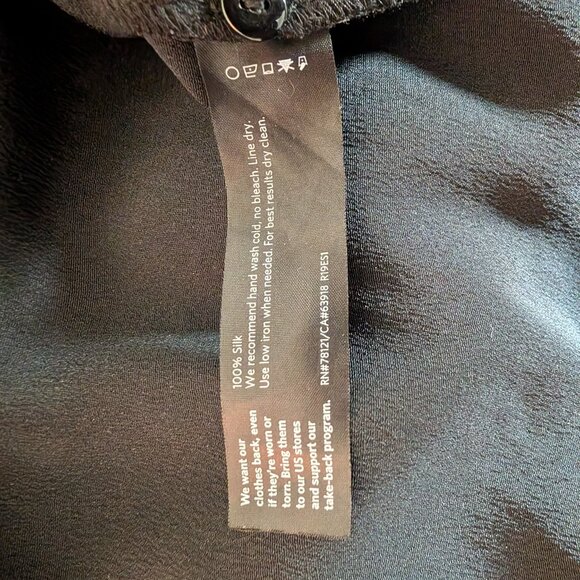 100% Silk
We recommend hand wash cold, no bleach. Line dry.
Use low iron when needed. For best results dry clean.
RN#78121/CA#63918 R19ES1
We want our
clothes back, even
if they're worn or
torn. Bring them
to our US stores
and support our
take-back program.